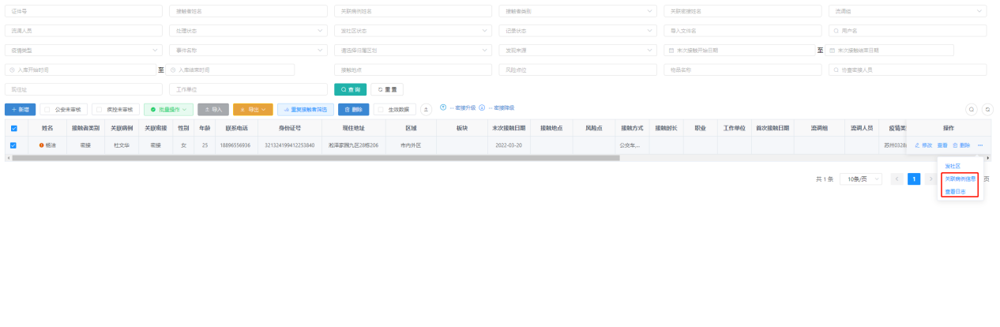 证件号 接触者姓名 关联病例姓名 接触者类别 关联密接姓名 流调组
流调人员 处理状态 发社区状态 记录状态 导入文件名 用户名
疫情类型 事件名称 请选择归属区划 发现来源 末次接触开始日期 至 末次接触结束日期
入库开始时间 至 入库结束时间 接触地点 风险点位 物品名称 协查密接人员
现住址 工作单位 查询 重置
+ 新增 公安未审核 疾控未审核 批量操作 导入 导出 重复接触者筛选 删除 生效数据 -- 密接升级 -- 密接降级
姓名 接触者类别 关联病例 关联密接 性别 年龄 联系电话 身份证号 现住地址 区域 板块 末次接触日期 接触地点 风险点 接触方式 接触时长 职业 工作单位 首次接触日期 流调组 流调人员 疫情类 操作
杨洁 密接 杜文华 密接 女 25 18896556936 321324199412253840 湘泽家园九区28栋206 市内外区 2022-03-20 公交车,... 苏州0328 修改 查看 删除
发社区
共 1 条 10条/页 1 关联病例信息 页
查看日志